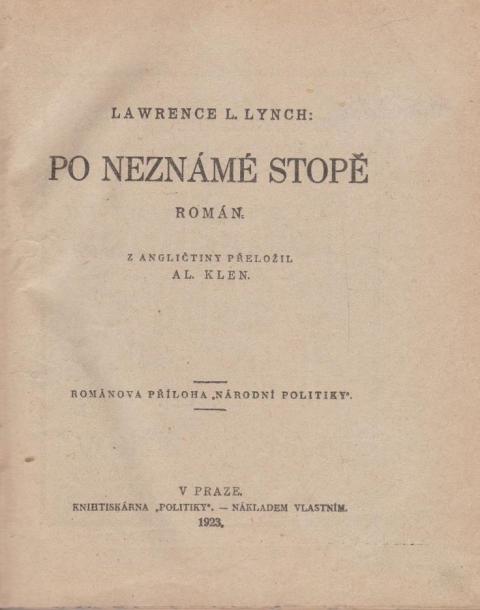 LAWRENCE L. LYNCH:
PO NEZNÁMÉ STOPĚ
ROMÁN.
Z ANGLIČTINY PŘELOŽIL
AL. KLEN.
ROMÁNOVA PŘÍLOHA „NÁRODNÍ POLITIKY“.
V PRAZE.
KNIHTISKÁRNA „POLITIKY“. — NÁKLADEM VLASTNÍM.
1923.